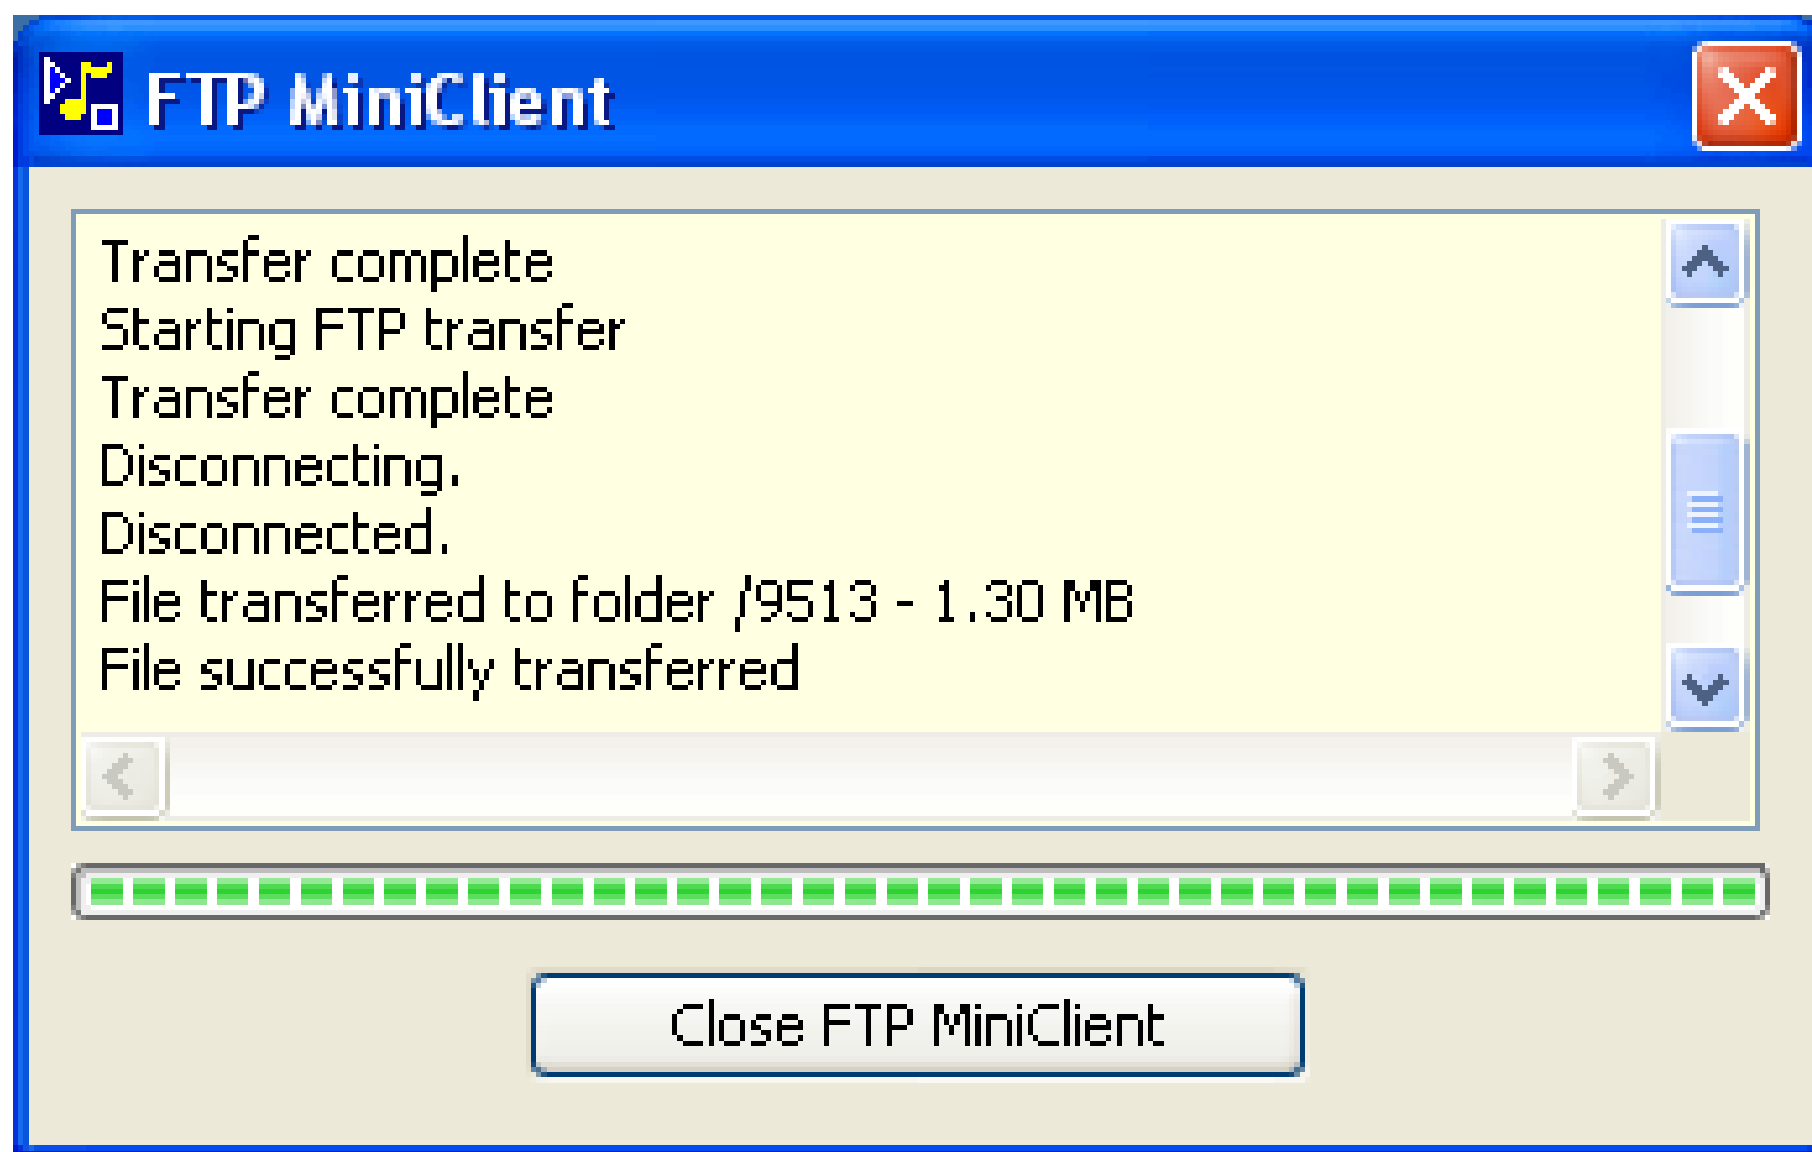 FTP MiniClient
Transfer complete
Starting FTP transfer
Transfer complete
Disconnecting.
Disconnected.
File transferred to folder /9513 - 1.30 MB
File successfully transferred
Close FTP MiniClient